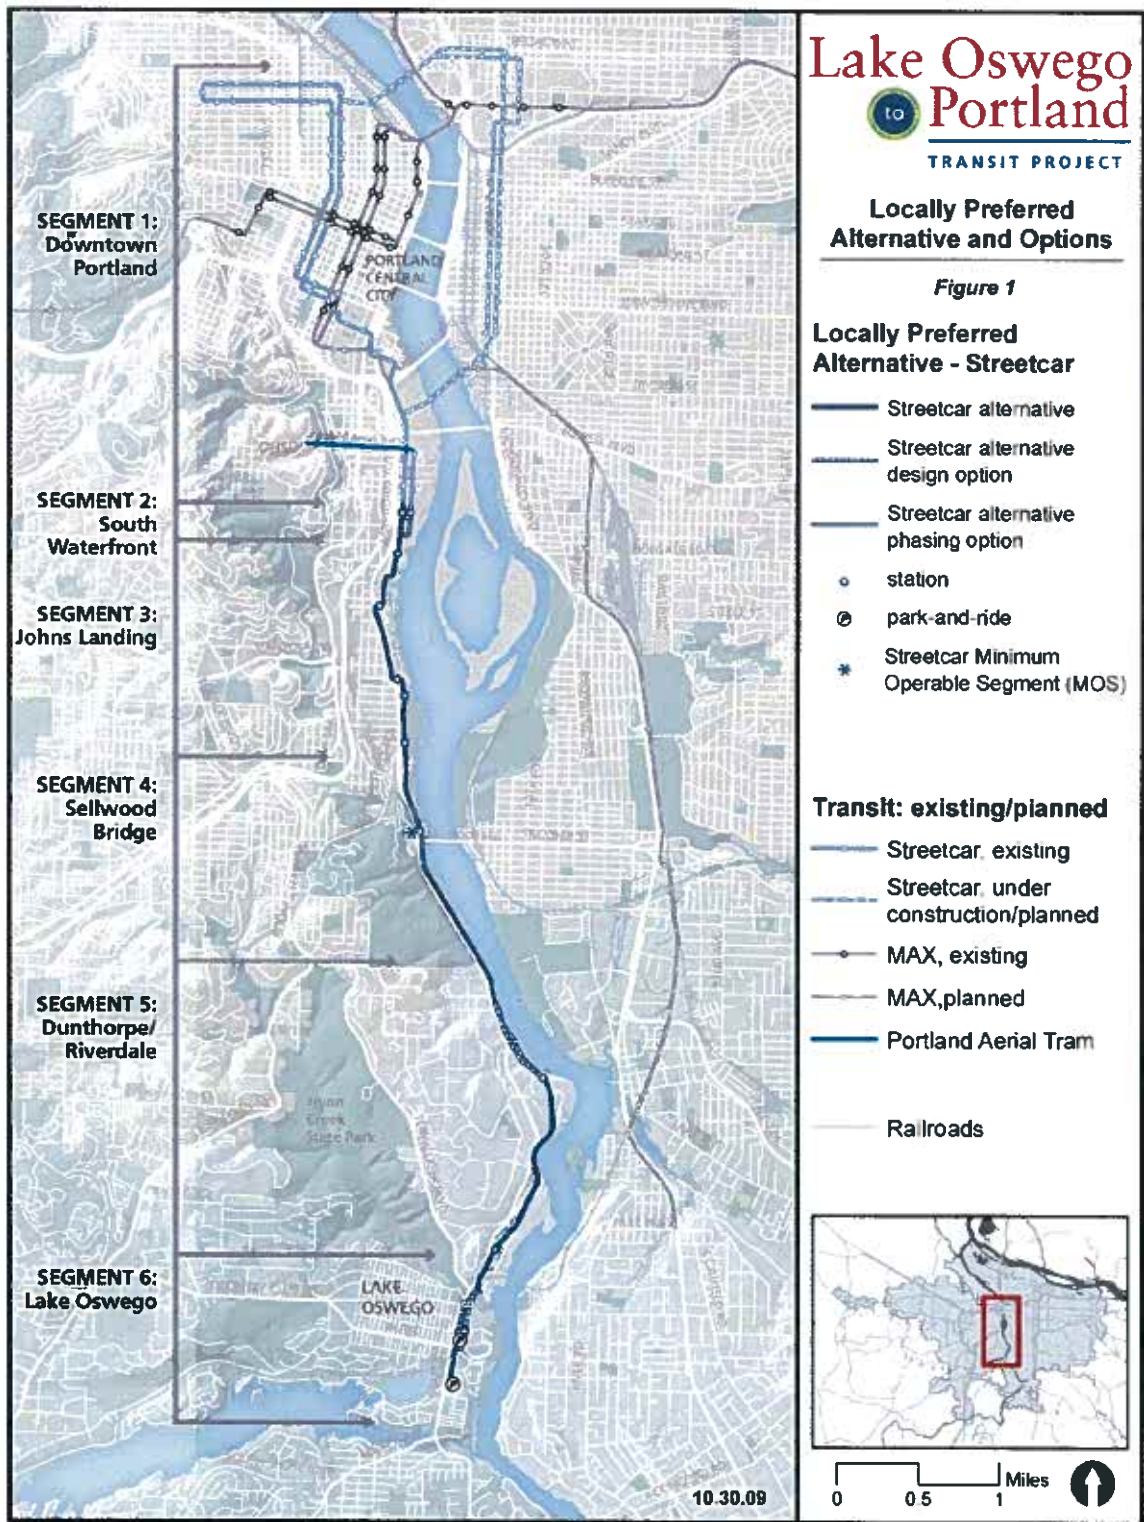 Lake Oswego
to
Portland
TRANSIT PROJECT
Locally Preferred
Alternative and Options
Figure 1
Locally Preferred
Alternative - Streetcar
Streetcar alternative
Streetcar alternative
design option
Streetcar alternative
phasing option
station
park-and-ride
Streetcar Minimum
Operable Segment (MOS)
Transit: existing/planned
Streetcar, existing
Streetcar, under
construction/planned
MAX, existing
MAX,planned
Portland Aerial Tram
Railroads
0
0.5
1
Miles
SEGMENT 1:
Downtown
Portland
SEGMENT 2:
South
Waterfront
SEGMENT 3:
Johns Landing
SEGMENT 4:
Sellwood
Bridge
SEGMENT 5:
Dunthorpe/
Riverdale
SEGMENT 6:
Lake Oswego
PORTLAND
CENTRAL
CITY
Tryon
Creek
State Park
LAKE
OSWEGO
10.30.09